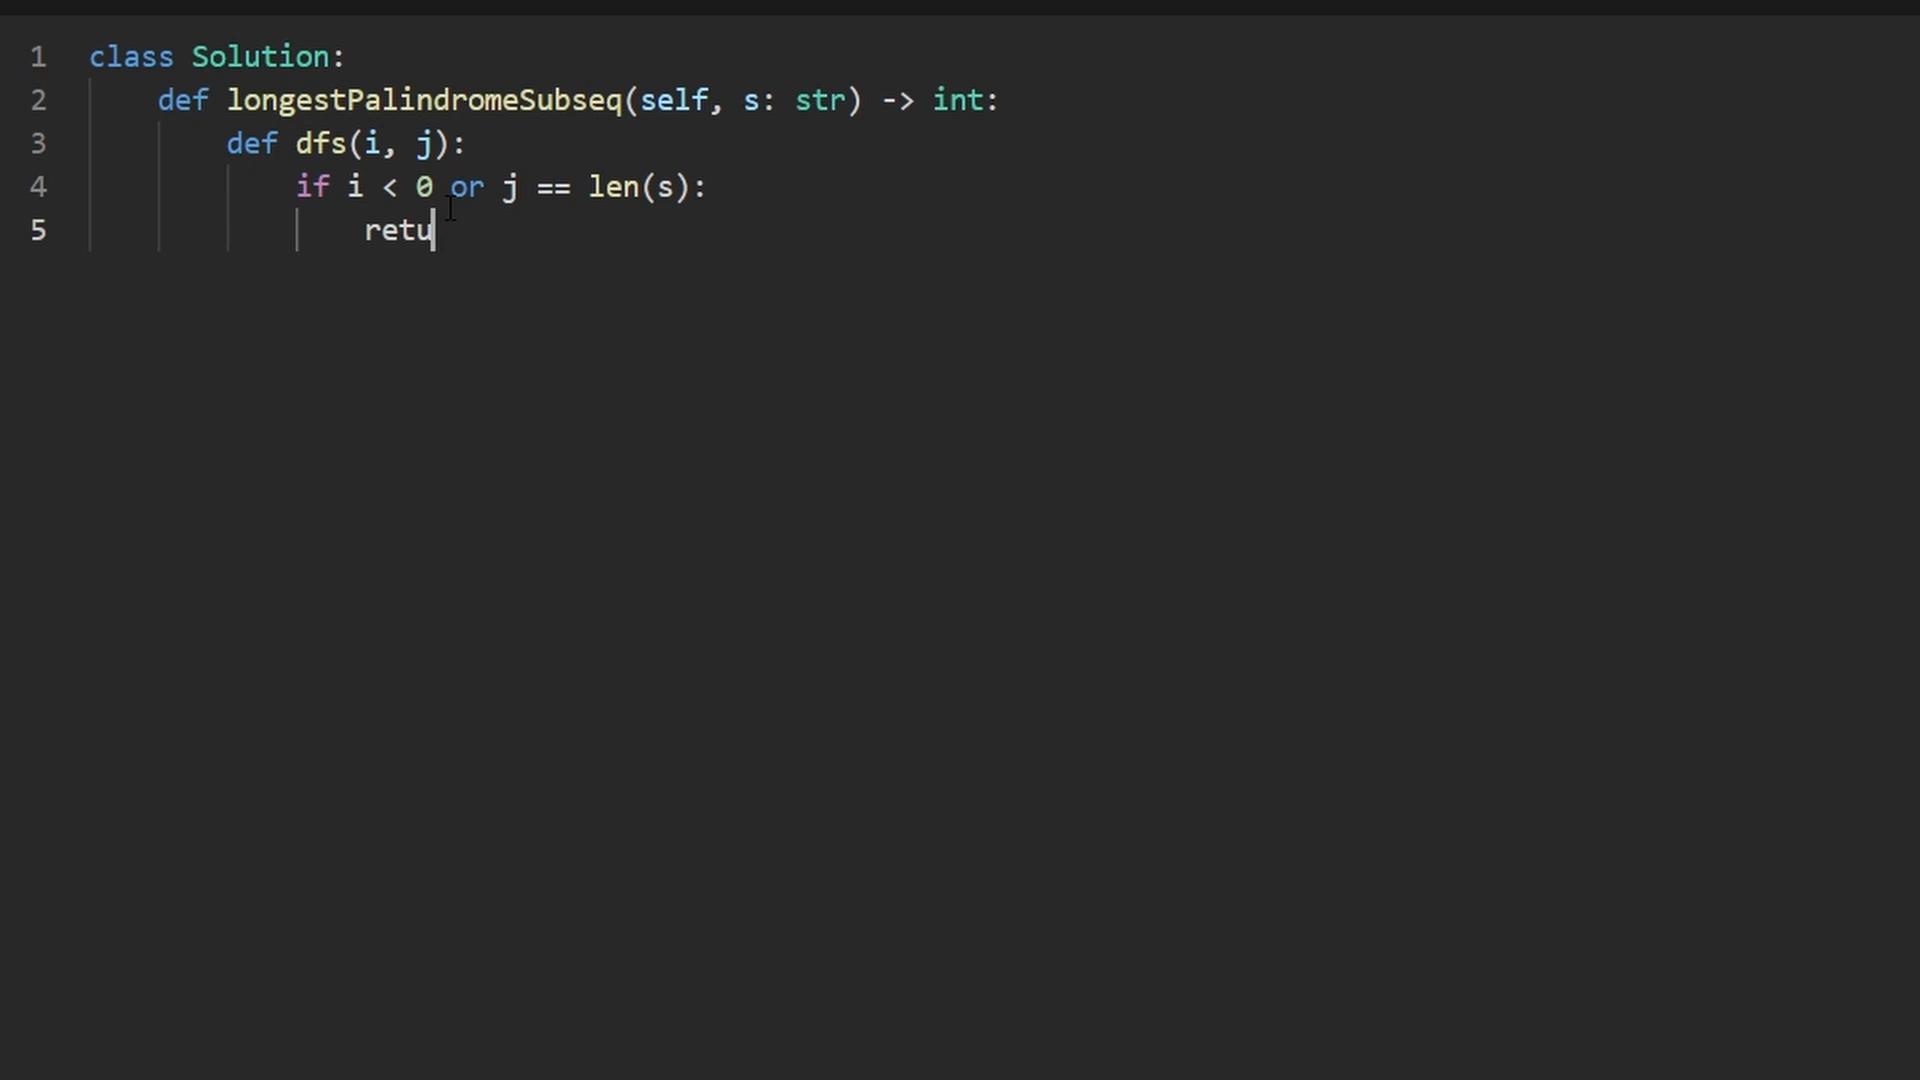 1 class Solution:
2 def longestPalindromeSubseq(self, s: str) -> int:
3 def dfs(i, j):
4 if i < 0 or j == len(s):
5 retu